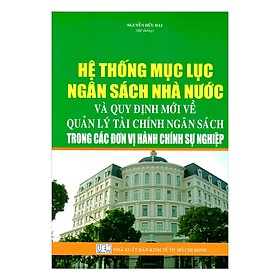 NGUYỄN HỮU ĐẠI
(Hệ thống)
HỆ THỐNG MỤC LỤC
NGÂN SÁCH NHÀ NƯỚC
VÀ QUY ĐỊNH MỚI VỀ
QUẢN LÝ TÀI CHÍNH NGÂN SÁCH
TRONG CÁC ĐƠN VỊ HÀNH CHÍNH SỰ NGHIỆP
NHÀ XUẤT BẢN KINH TẾ TP. HỒ CHÍ MINH